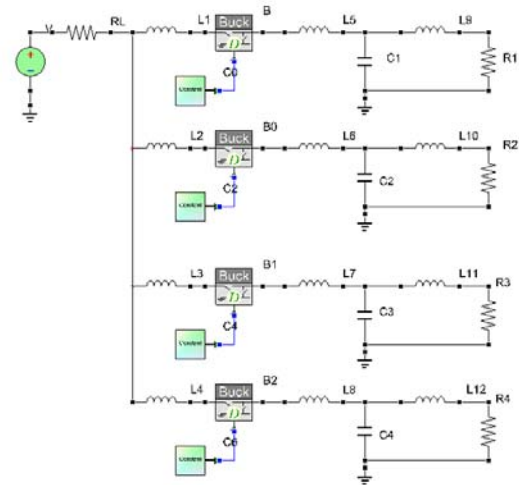 V RL L1 Buck B L5 L9
D
C0
Control
C1 R1
L2 Buck B0 L6 L10 R2
D
C2
Control
C2
L3 Buck B1 L7 L11 R3
D
C4
Control
C3
L4 Buck B2 L8 L12 R4
D
C6
Control
C4